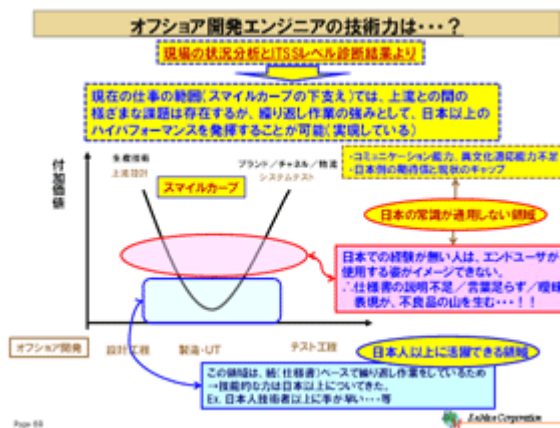 オフショア開発エンジニアの技術力は・・・？
現場の状況分析とITSSレベル診断結果より
現在の仕事の範囲（スマイルカーブの下支え）では、上流との間の
様ざまな課題は存在するが、繰り返し作業の強みとして、日本以上の
ハイパフォーマンスを発揮することが可能（実現している）
付加価値
生産技術
上流設計
スマイルカーブ
ブランド／チャネル／物流
システムテスト
・コミュニケーション能力、異文化適応能力不足
・日本側の期待値と現状のギャップ
日本の常識が通用しない領域
日本での経験が無い人は、エンドユーザが
使用する姿がイメージできない。
∴仕様書の説明不足／言葉足らず／曖昧
表現が、不良品の山を生む・・・！！
オフショア開発
設計工程
製造・UT
テスト工程
日本人以上に活躍できる領域
この領域は、続（仕様書）ベースで繰り返し作業をしているため
→技能的な力は日本以上についてきた。
Ex. 日本人技術者以上に手が早い・・・等
Corporation